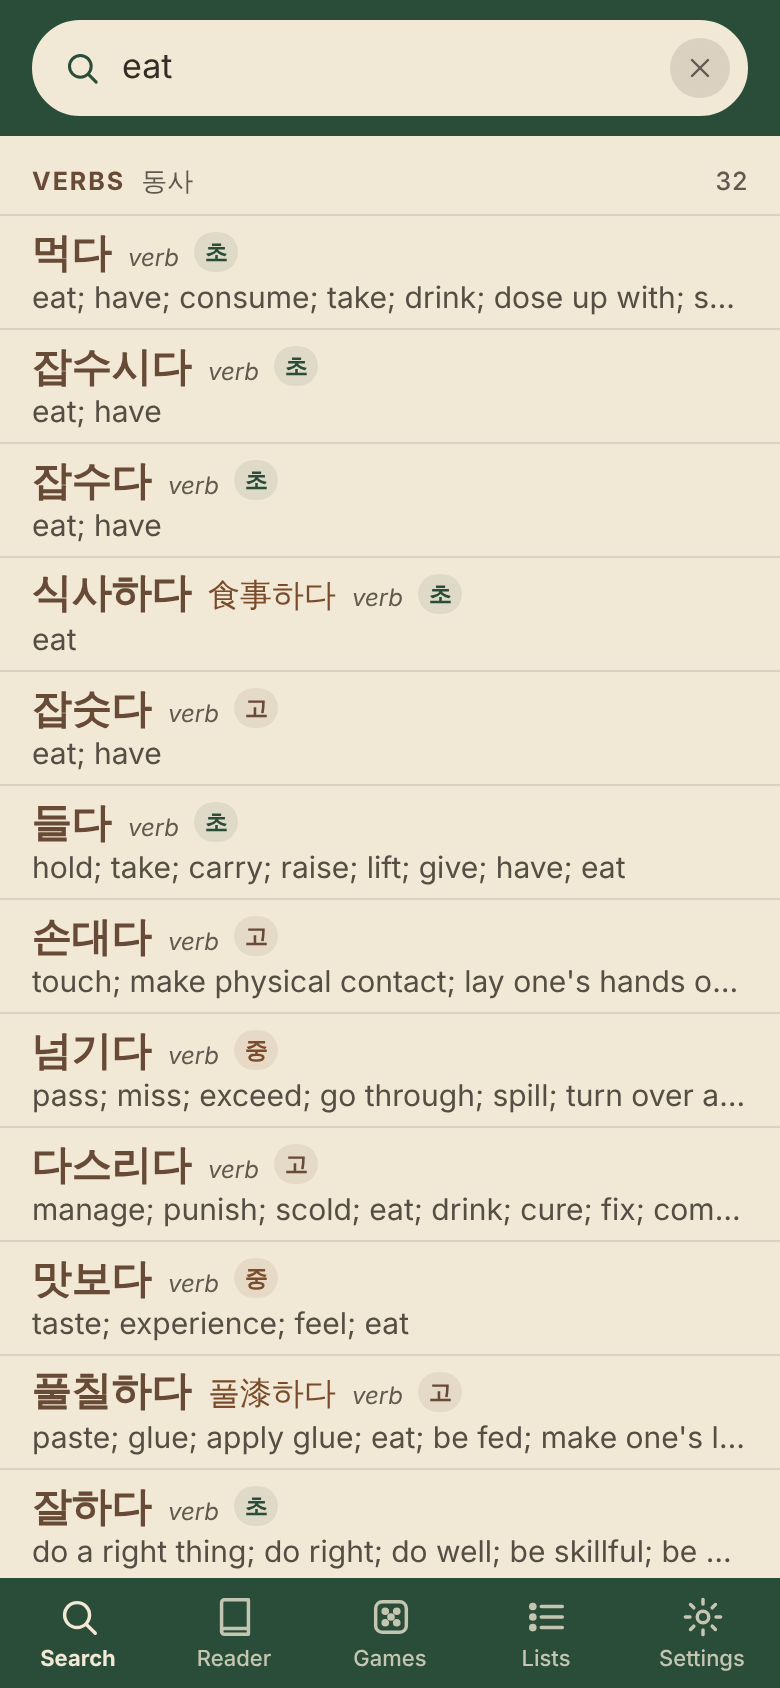 eat
VERBS 동사 32
먹다 verb 초
eat; have; consume; take; drink; dose up with; s...
잡수시다 verb 초
eat; have
잡수다 verb 초
eat; have
식사하다 食事하다 verb 초
eat
잡숫다 verb 고
eat; have
들다 verb 초
hold; take; carry; raise; lift; give; have; eat
손대다 verb 고
touch; make physical contact; lay one's hands o...
넘기다 verb 중
pass; miss; exceed; go through; spill; turn over a...
다스리다 verb 고
manage; punish; scold; eat; drink; cure; fix; com...
맛보다 verb 중
taste; experience; feel; eat
풀칠하다 풀漆하다 verb 고
paste; glue; apply glue; eat; be fed; make one's l...
잘하다 verb 초
do a right thing; do right; do well; be skillful; be ...
Search Reader Games Lists Settings